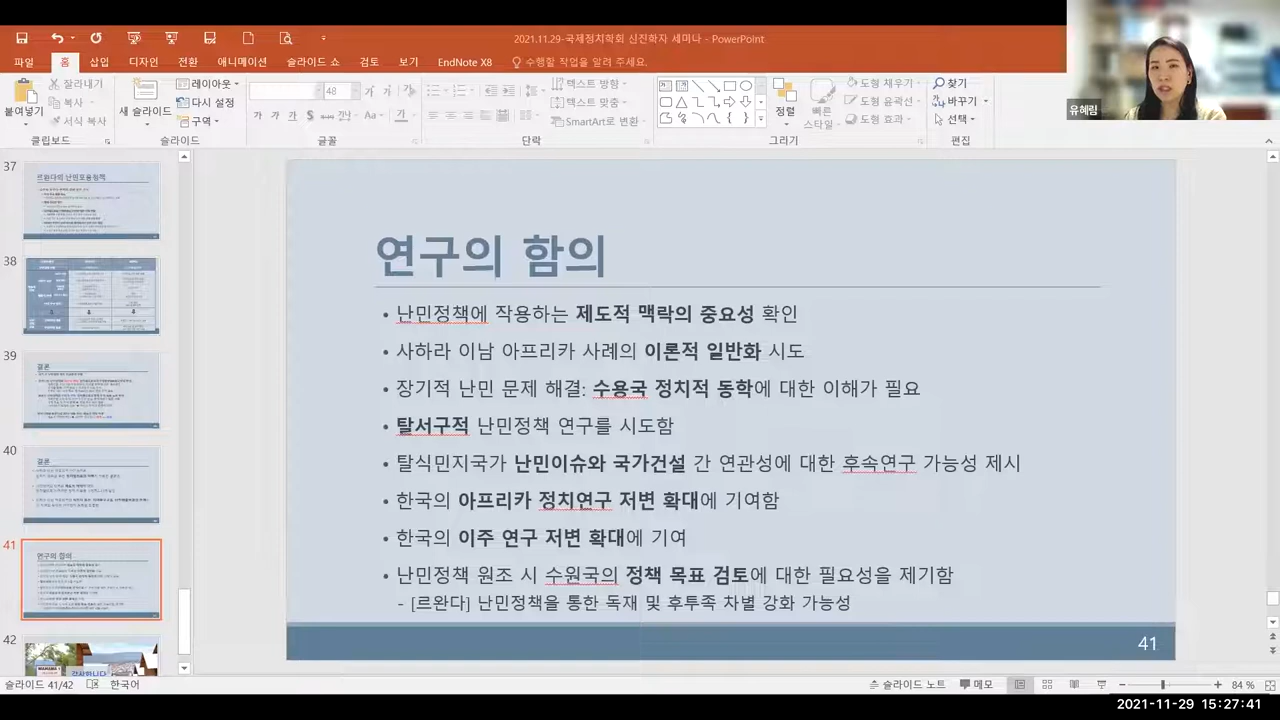 2021.11.29-국제정치학회 신진학자 세미나 - PowerPoint
파일 홈 삽입 디자인 전환 애니메이션 슬라이드 쇼 검토 보기 EndNote X8 수행할 작업을 알려 주세요.
붙여넣기
잘라내기
복사
서식 복사
클립보드
새 슬라이드
레이아웃
다시 설정
구역
슬라이드
48
가 가 가 S
글꼴
텍스트 방향
텍스트 맞춤
SmartArt로 변환
단락
정렬
빠른 스타일
도형 채우기
도형 윤곽선
도형 효과
그리기
찾기
바꾸기
선택
편집
유혜림
37
르완다의 난민포용정책
38
39
결론
40
결론
41
연구의 함의
42
감사합니다
연구의 함의
• 난민정책에 작용하는 제도적 맥락의 중요성 확인
• 사하라 이남 아프리카 사례의 이론적 일반화 시도
• 장기적 난민 문제 해결: 수용국 정치적 동학에 대한 이해가 필요
• 탈서구적 난민정책 연구를 시도함
• 탈식민지국가 난민이슈와 국가건설 간 연관성에 대한 후속연구 가능성 제시
• 한국의 아프리카 정치연구 저변 확대에 기여함
• 한국의 이주 연구 저변 확대에 기여
• 난민정책 원조 시 수원국의 정책 목표 검토에 대한 필요성을 제기함
- [르완다] 난민정책을 통한 독재 및 후투족 차별 강화 가능성
41
슬라이드 41/42 한국어
슬라이드 노트 메모
84 %
2021-11-29 15:27:41